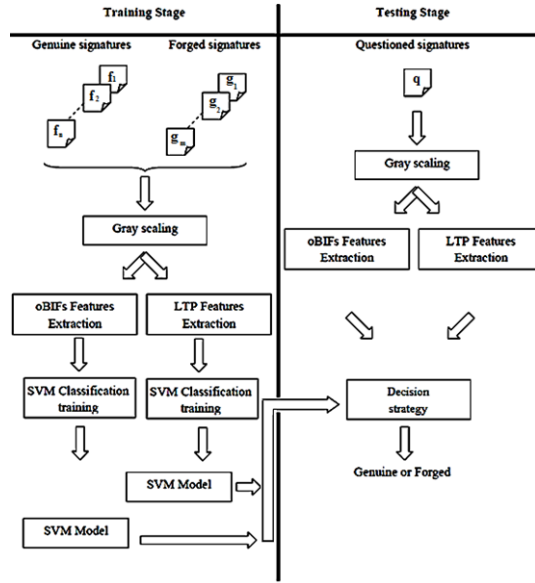 Training Stage
Testing Stage
Genuine signatures
Forged signatures
Questioned signatures
f1
f2
fn
g1
g2
gm
q
Gray scaling
Gray scaling
oBIFs Features
Extraction
LTP Features
Extraction
oBIFs Features
Extraction
LTP Features
Extraction
SVM Classification
training
SVM Classification
training
Decision
strategy
SVM Model
SVM Model
Genuine or Forged